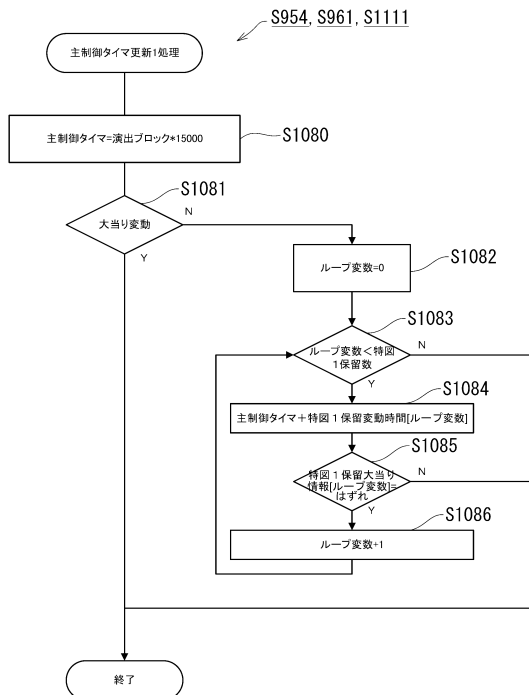 S954, S961, S1111
主制御タイマ更新1処理
主制御タイマ=演出ブロック*15000
S1080
S1081
大当り変動
N
Y
S1082
ループ変数=0
S1083
ループ変数<特図
1保留数
N
Y
S1084
主制御タイマ+特図1保留変動時間[ループ変数]
S1085
特図1保留大当り
情報[ループ変数]=
はずれ
N
Y
S1086
ループ変数+1
終了